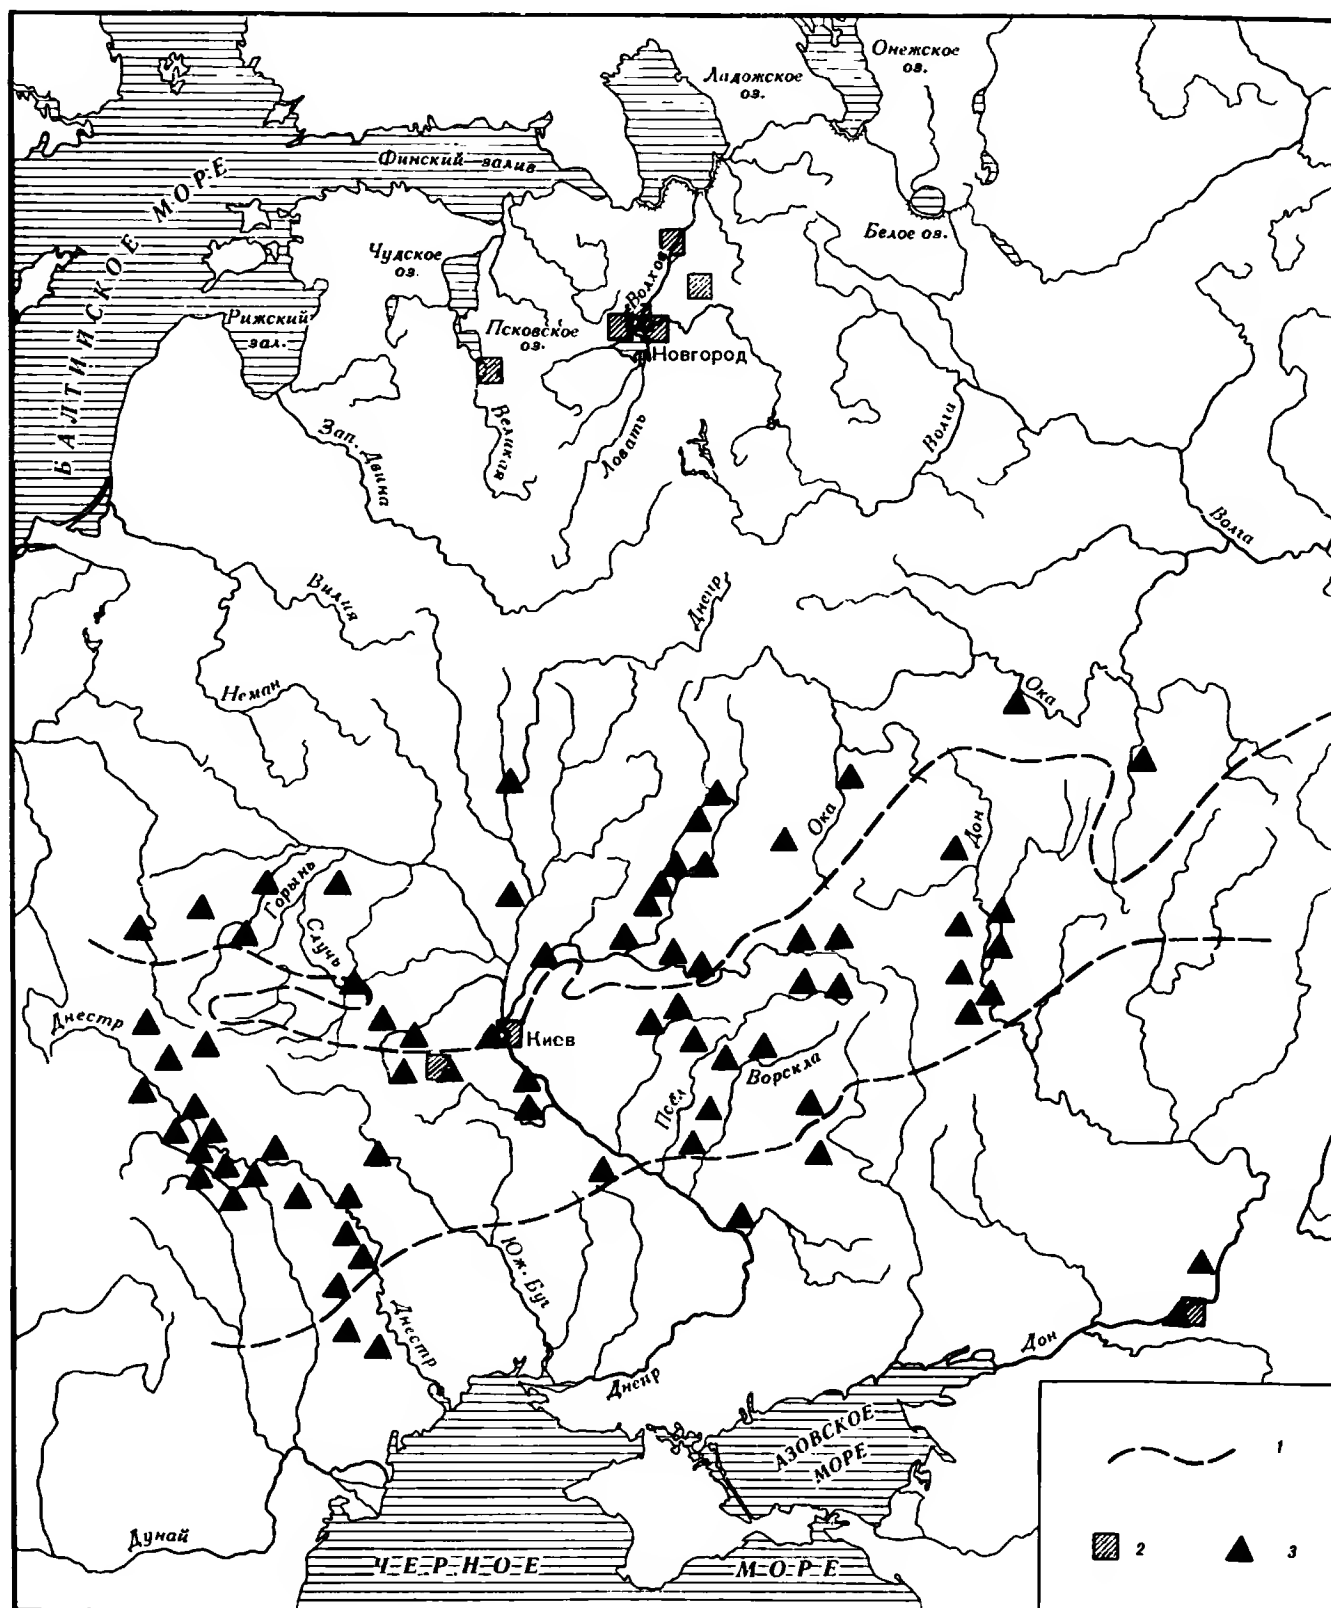 Онежское
оз.
Ладожское
оз.
Финский залив
БАЛТИЙСКОЕ МОРЕ
Белое оз.
Чудское
оз.
Волхов
Рижский
зал.
Псковское
оз.
Новгород
Великая
Ловать
Волга
Зап. Двина
Волга
Вилия
Днепр
Неман
Ока
Ока
Дон
Горынь
Случь
Днестр
Киев
Ворскла
Псёл
Юж. Буг
Днестр
Днепр
Дон
АЗОВСКОЕ
МОРЕ
Дунай
ЧЕРНОЕ МОРЕ
1
2
3